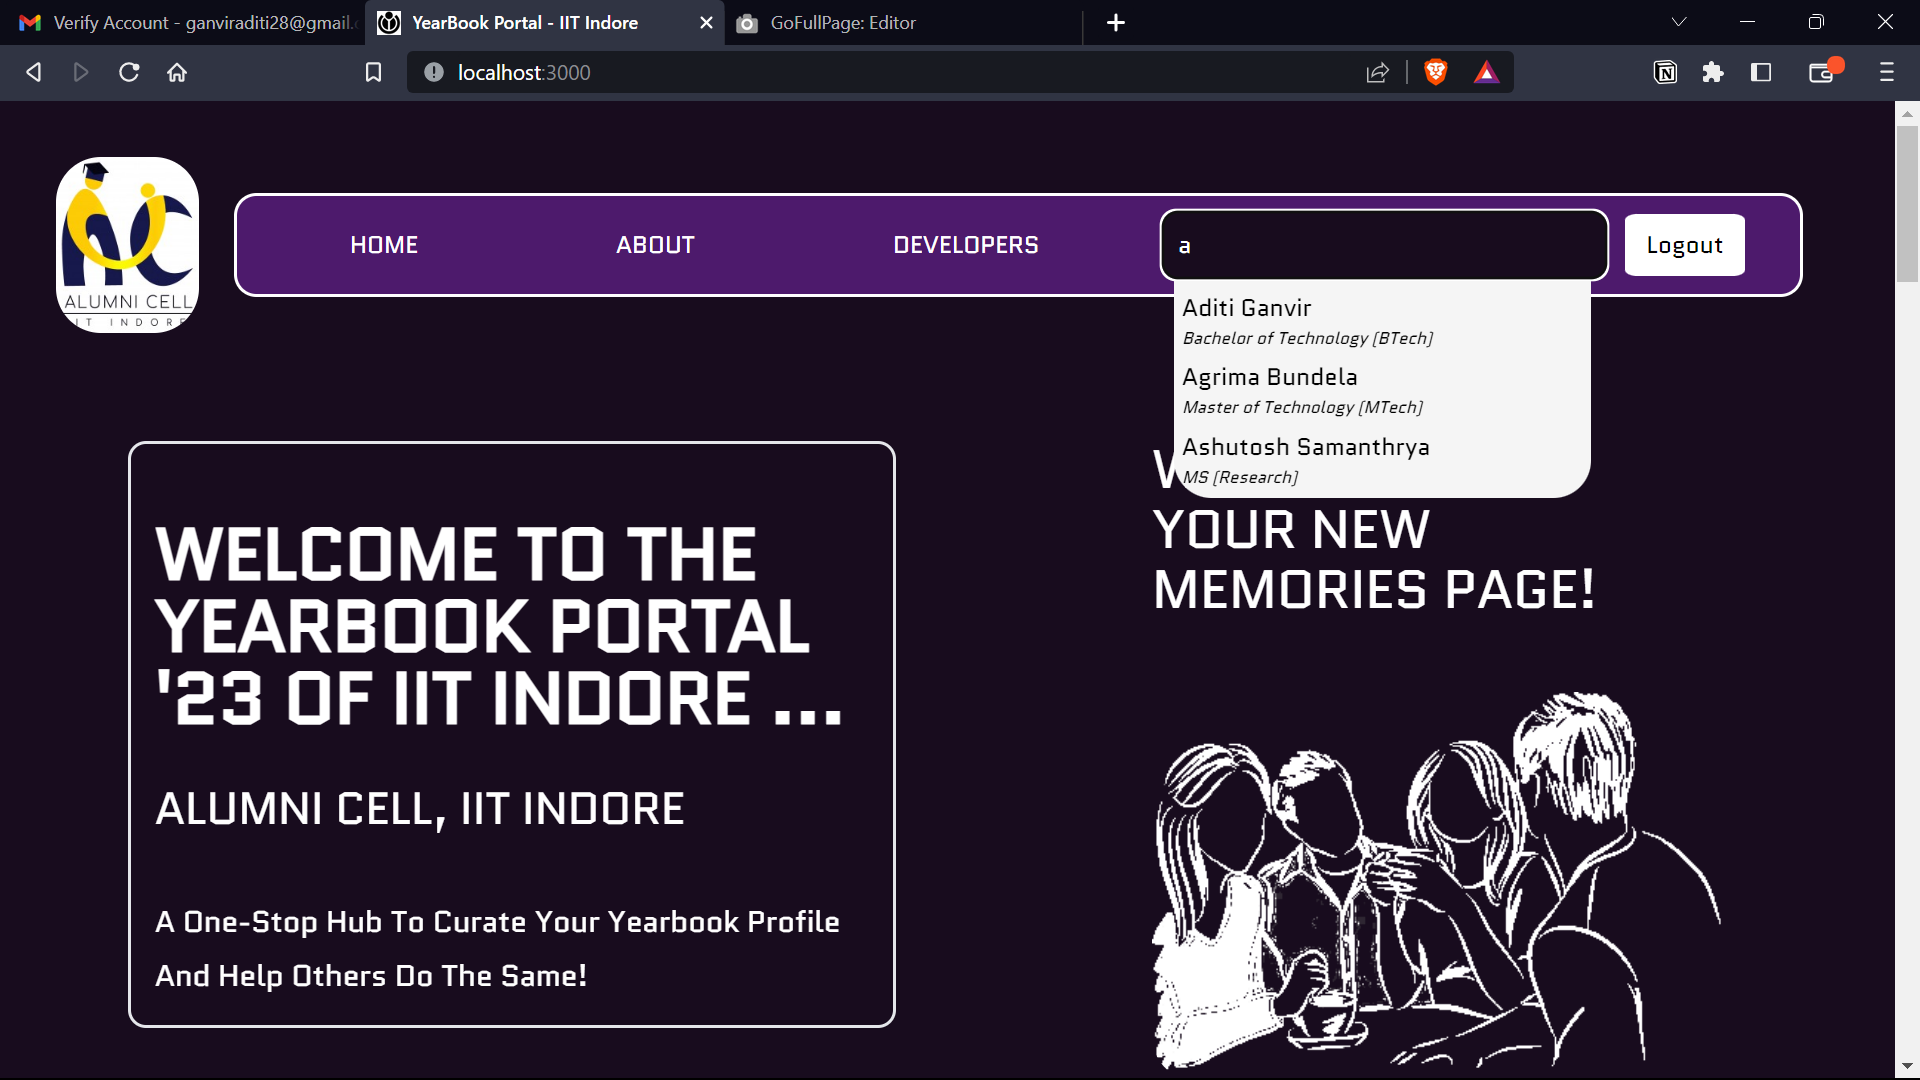 Verify Account - ganviraditi28@gmail.
YearBook Portal - IIT Indore
GoFullPage: Editor
localhost:3000
ALUMNI CELL
IIT INDORE
HOME
ABOUT
DEVELOPERS
a
Logout
Aditi Ganvir
Bachelor of Technology (BTech)
Agrima Bundela
Master of Technology (MTech)
Ashutosh Samanthrya
MS (Research)
YOUR NEW
MEMORIES PAGE!
WELCOME TO THE
YEARBOOK PORTAL
'23 OF IIT INDORE ...
ALUMNI CELL, IIT INDORE
A One-Stop Hub To Curate Your Yearbook Profile
And Help Others Do The Same!